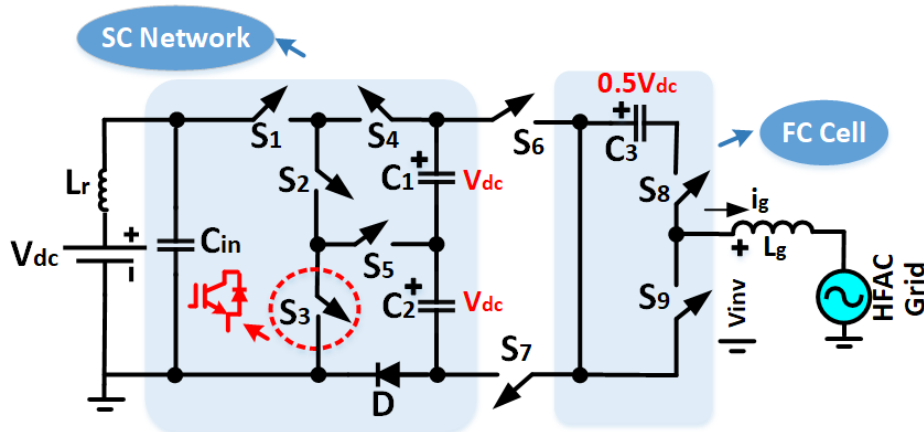 SC Network
0.5Vdc
FC Cell
S1
S4
S6
C3
Lr
S2
C1
Vdc
S8
ig
Vdc
Cin
S5
Lg
S3
C2
Vdc
S9
Vinv
HFAC
Grid
S7
D